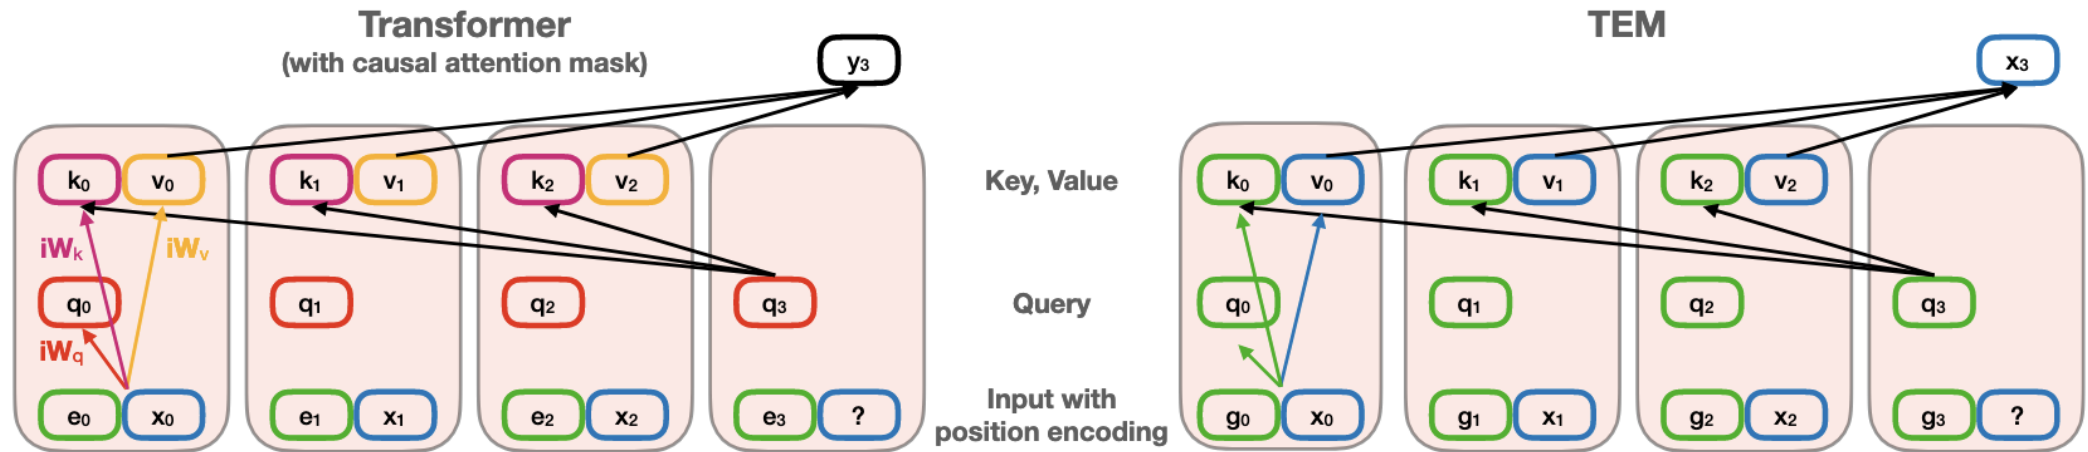 Transformer
(with causal attention mask)
y3
k0 v0 k1 v1 k2 v2
iWk iWv
q0 q1 q2 q3
iWq
e0 x0 e1 x1 e2 x2 e3 ?
Key, Value
Query
Input with
position encoding
TEM
x3
k0 v0 k1 v1 k2 v2
q0 q1 q2 q3
g0 x0 g1 x1 g2 x2 g3 ?